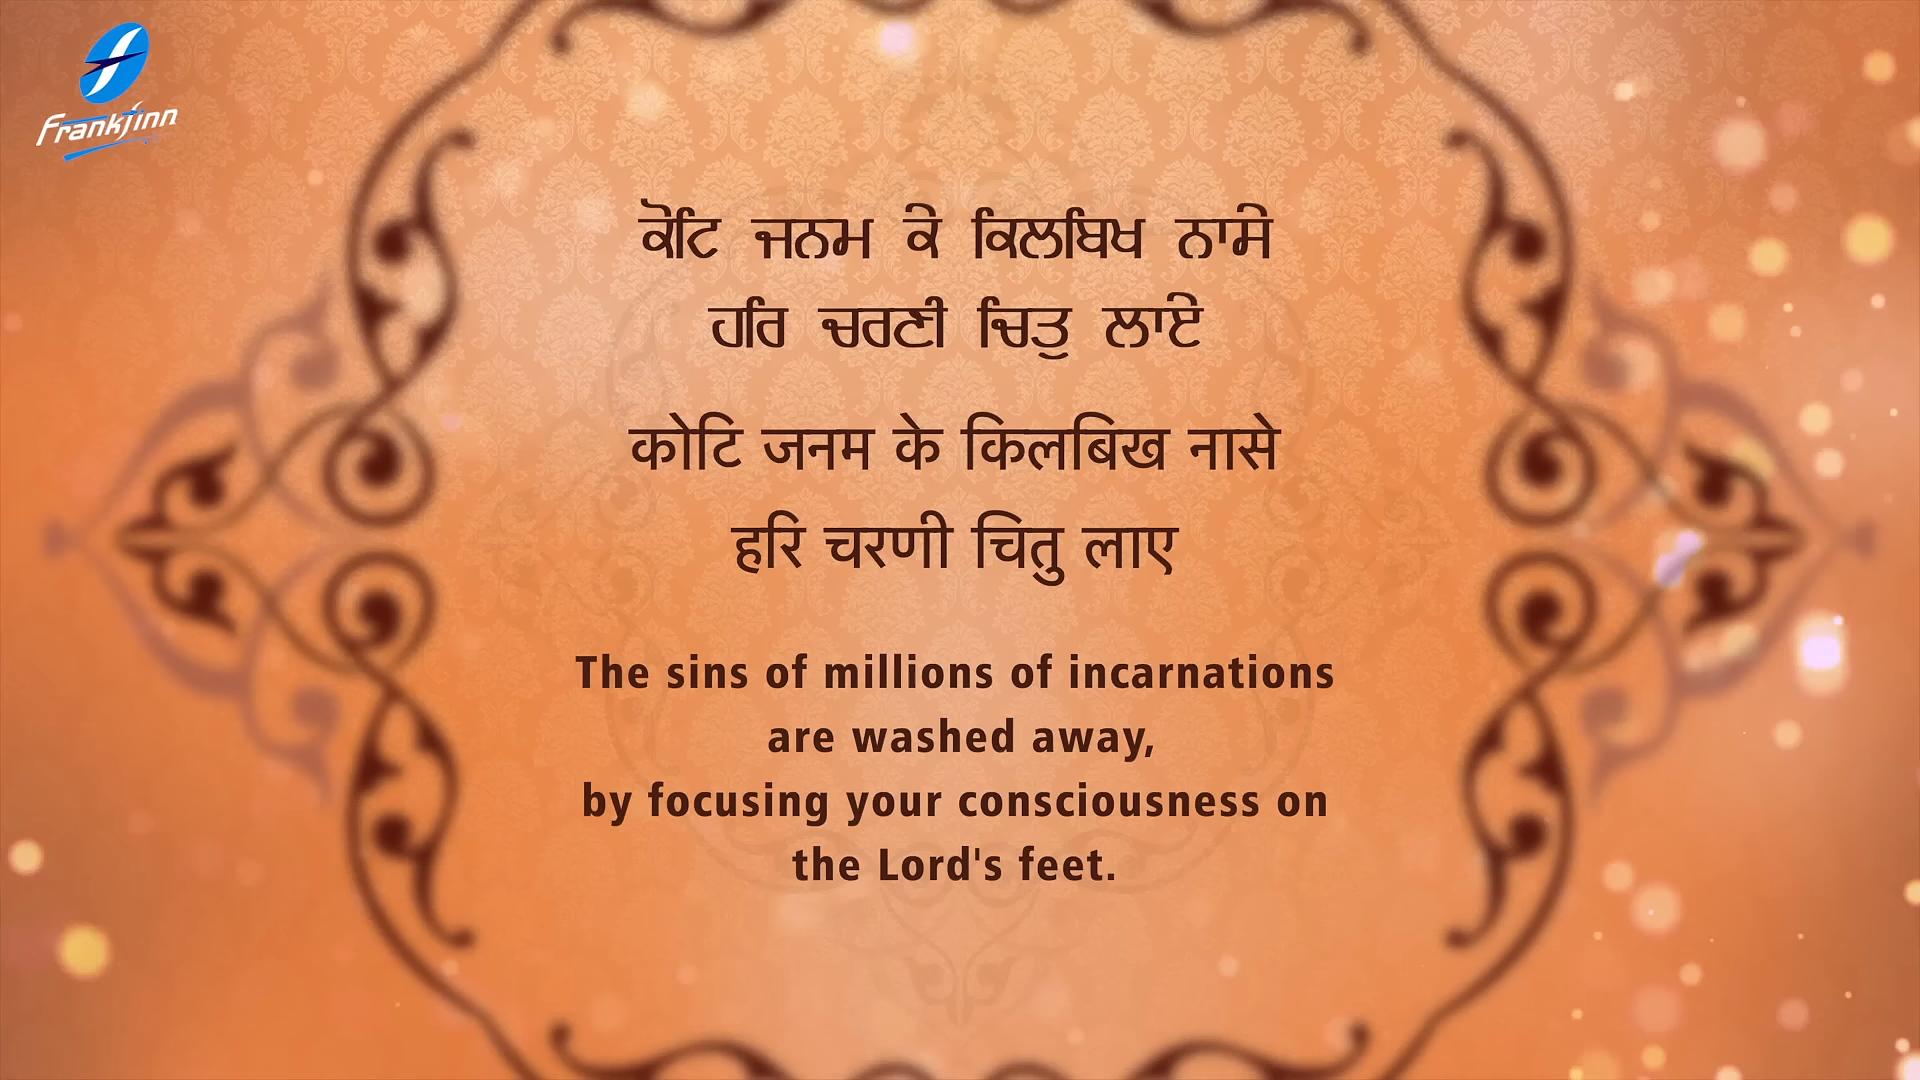 Frankfinn
ਕੋਟਿ ਜਨਮ ਕੇ ਕਿਲਬਿਖ ਨਾਸੇ
ਹਰਿ ਚਰਣੀ ਚਿਤੁ ਲਾਏ
कोटि जनम के किलबिख नासे
हरि चरणी चितु लाए
The sins of millions of incarnations
are washed away,
by focusing your consciousness on
the Lord's feet.